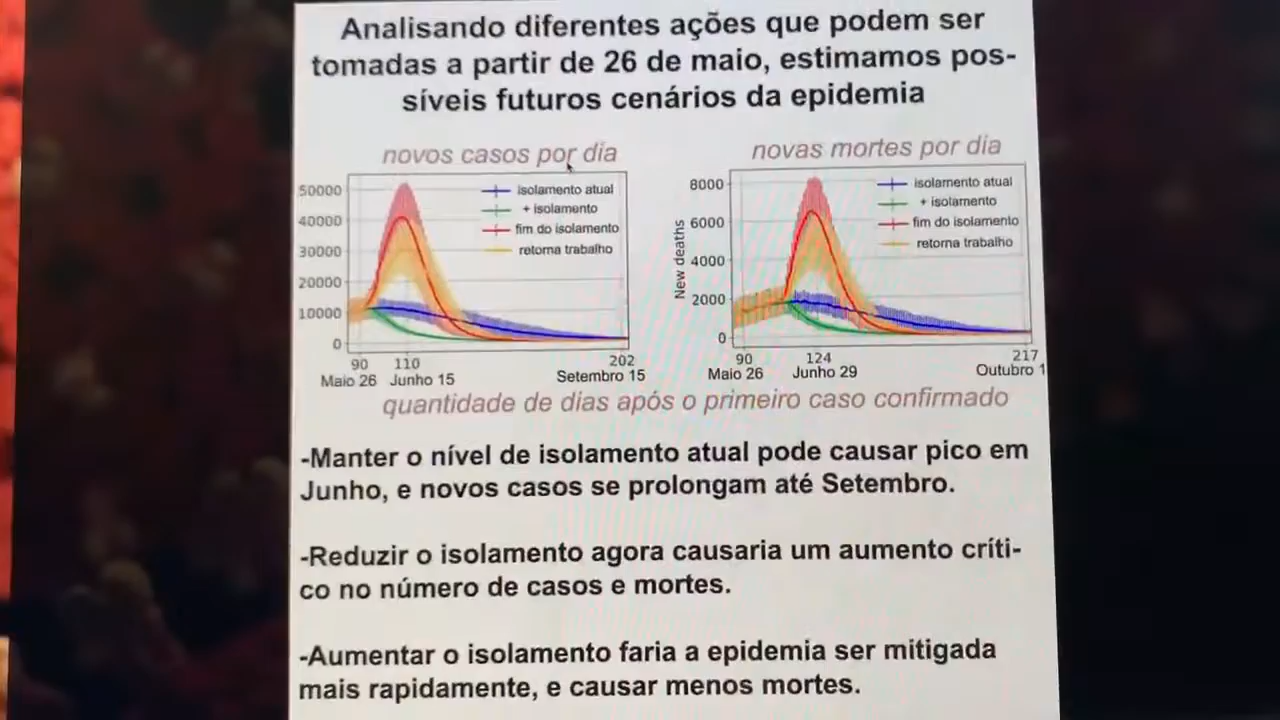 Analisando diferentes ações que podem ser
tomadas a partir de 26 de maio, estimamos pos-
síveis futuros cenários da epidemia
novos casos por dia
50000
40000
30000
20000
10000
0
isolamento atual
+ isolamento
fim do isolamento
retorna trabalho
90 110 202
Maio 26 Junho 15 Setembro 15
novas mortes por dia
New deaths
8000
6000
4000
2000
0
isolamento atual
+ isolamento
fim do isolamento
retorna trabalho
90 124 217
Maio 26 Junho 29 Outubro 1
quantidade de dias após o primeiro caso confirmado
-Manter o nível de isolamento atual pode causar pico em
Junho, e novos casos se prolongam até Setembro.
-Reduzir o isolamento agora causaria um aumento críti-
co no número de casos e mortes.
-Aumentar o isolamento faria a epidemia ser mitigada
mais rapidamente, e causar menos mortes.